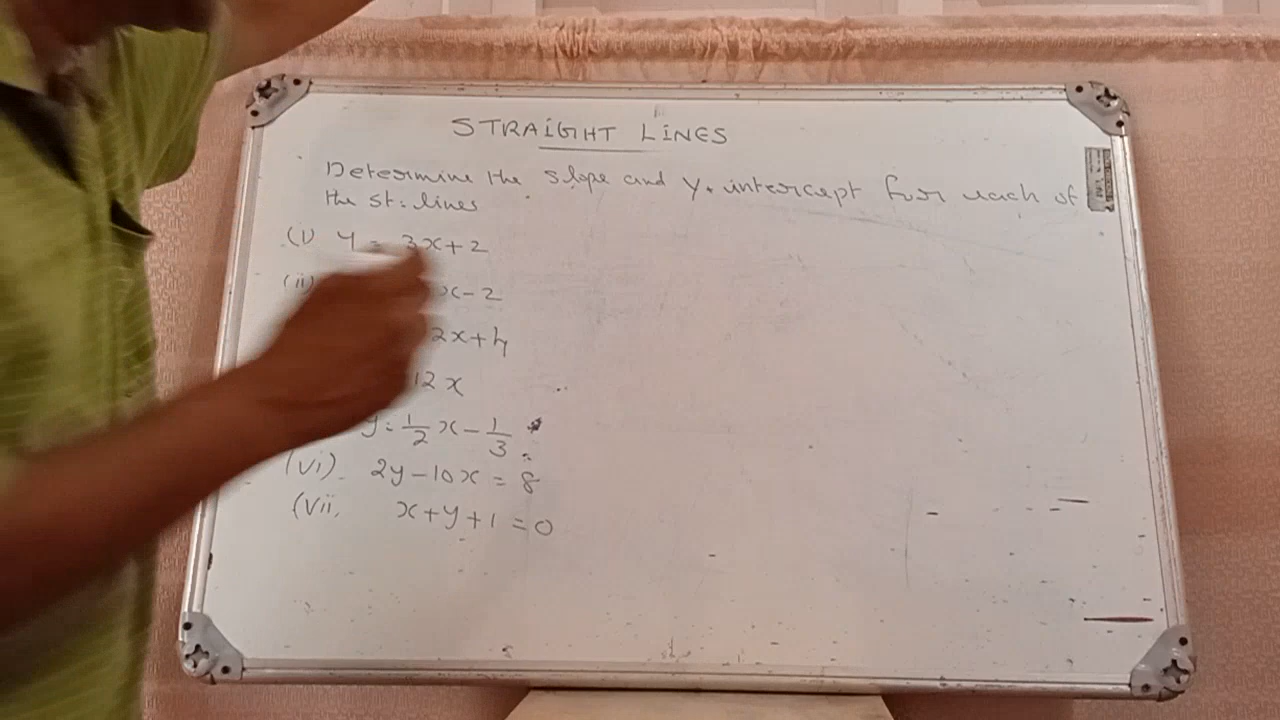 STRAIGHT LINES
Determine the slope and y-intercept for each of
the st: lines
(i) y = 3x+2
(ii) x-2
2x+4
12x
y = 1/2 x - 1/3
(vi) 2y-10x = 8
(vii, x+y+1 = 0